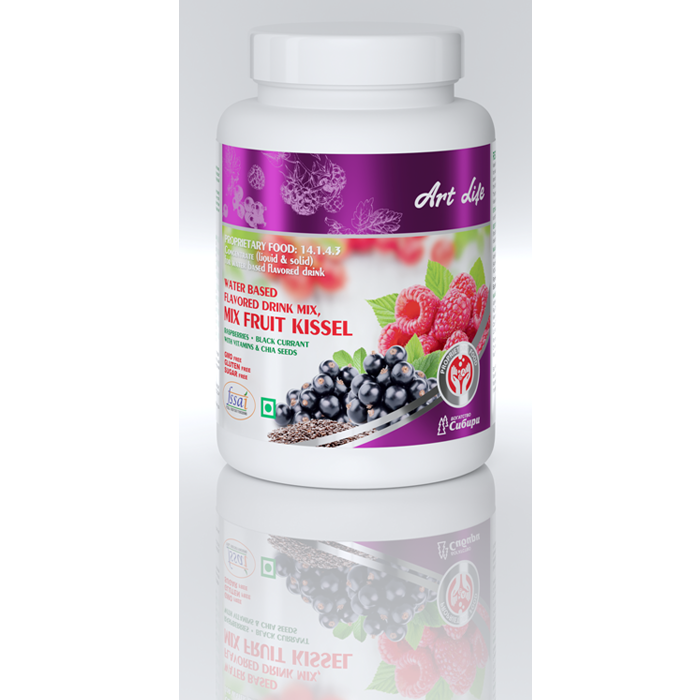 Art Life
PROPRIETARY FOOD: 14.1.4.3
Concentrate (liquid & solid)
for Water Based Flavored drink
WATER BASED
FLAVORED DRINK MIX,
MIX FRUIT KISSEL
RASPBERRIES + BLACK CURRANT
WITH VITAMINS & CHIA SEEDS
GMO FREE
GLUTEN FREE
SUGAR FREE
fssai
БОГАТСТВО
Сибири